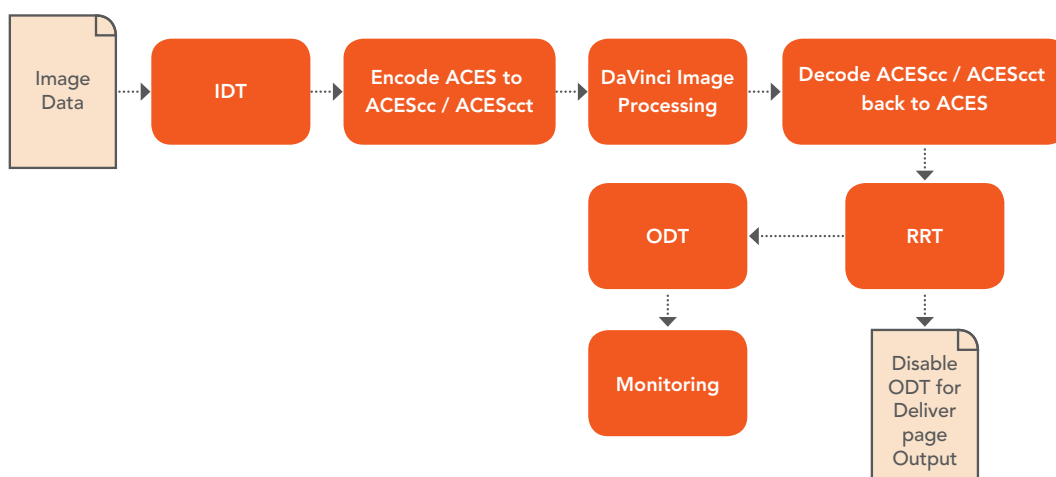 Image
Data
IDT
Encode ACES to
ACEScc / ACEScct
DaVinci Image
Processing
Decode ACEScc / ACEScct
back to ACES
ODT
RRT
Monitoring
Disable
ODT for
Deliver
page
Output